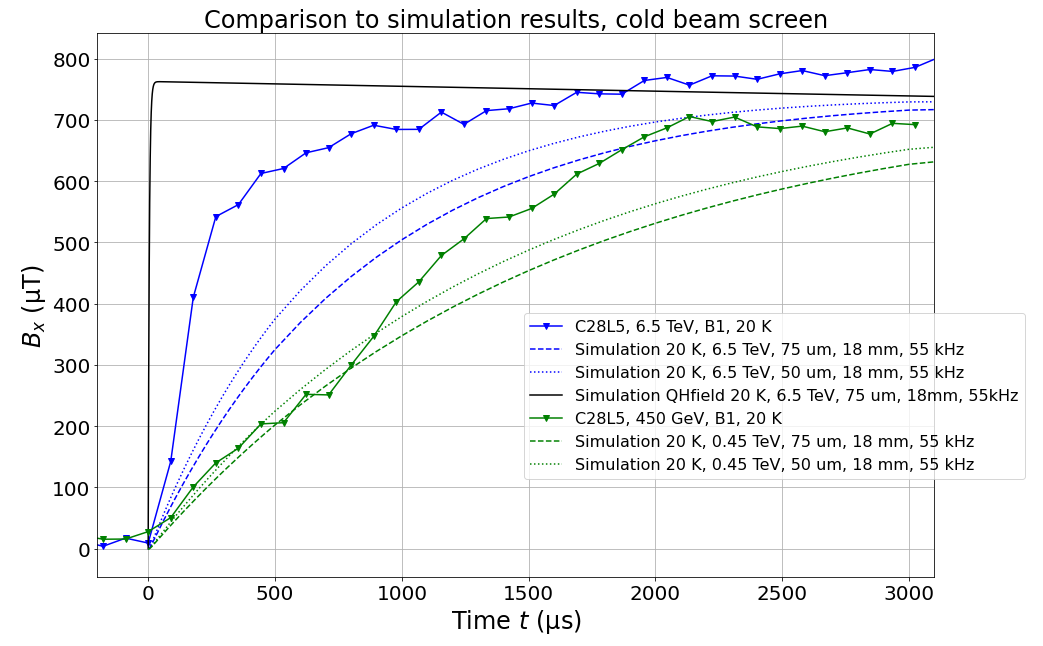 Comparison to simulation results, cold beam screen
800
700
600
500
400
300
200
100
0
Bₓ (µT)
0 500 1000 1500 2000 2500 3000
Time t (µs)
C28L5, 6.5 TeV, B1, 20 K
Simulation 20 K, 6.5 TeV, 75 um, 18 mm, 55 kHz
Simulation 20 K, 6.5 TeV, 50 um, 18 mm, 55 kHz
Simulation QHfield 20 K, 6.5 TeV, 75 um, 18mm, 55kHz
C28L5, 450 GeV, B1, 20 K
Simulation 20 K, 0.45 TeV, 75 um, 18 mm, 55 kHz
Simulation 20 K, 0.45 TeV, 50 um, 18 mm, 55 kHz